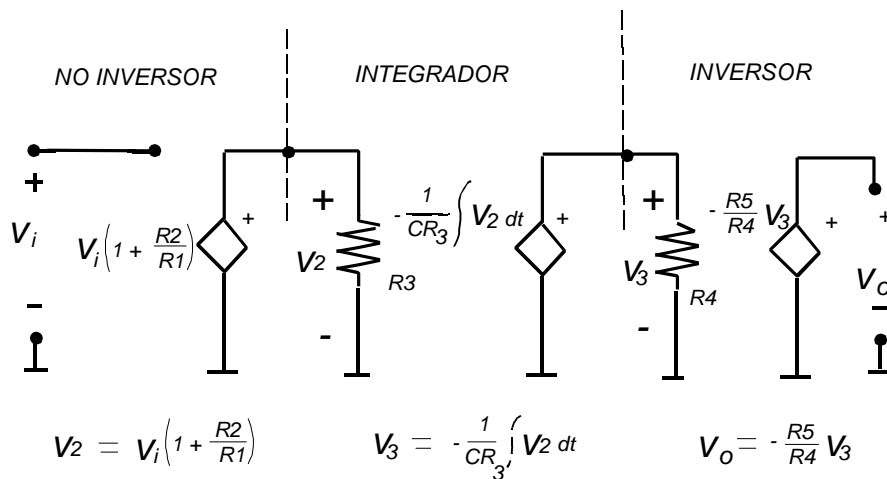 NO INVERSOR
INTEGRADOR
INVERSOR
+
Vi
-
Vi(1 + R2/R1)
+
+
V2
-
R3
-1/CR3 ∫ V2 dt
+
+
V3
-
R4
-R5/R4 V3
+
+
Vo
-
V2 = Vi(1 + R2/R1)
V3 = -1/CR3 ∫ V2 dt
Vo = -R5/R4 V3